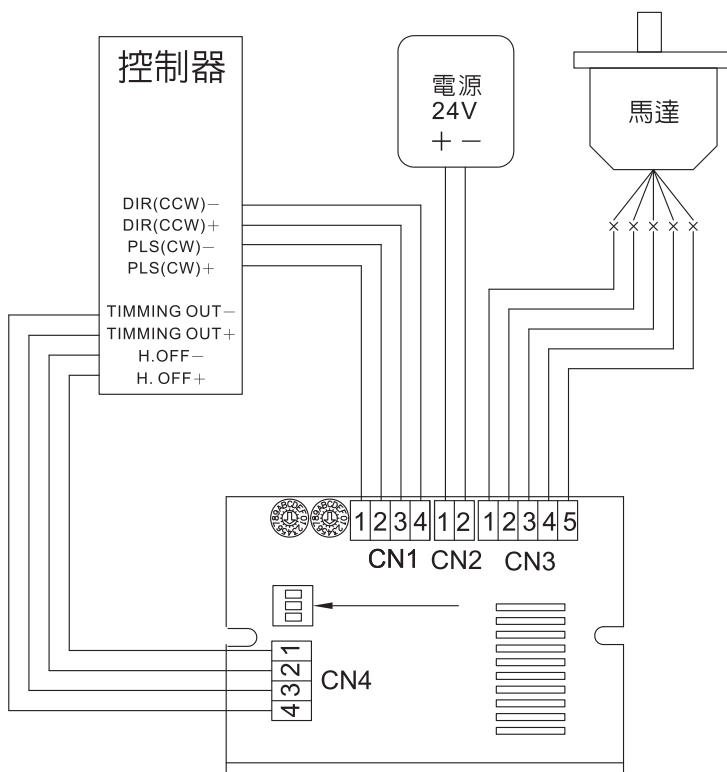 控制器
電源
24V
+ −
馬達
DIR(CCW)−
DIR(CCW)+
PLS(CW)−
PLS(CW)+
TIMMING OUT−
TIMMING OUT+
H.OFF−
H. OFF+
1 2 3 4
1 2
1 2 3 4 5
CN1
CN2
CN3
1
2
3
4
CN4